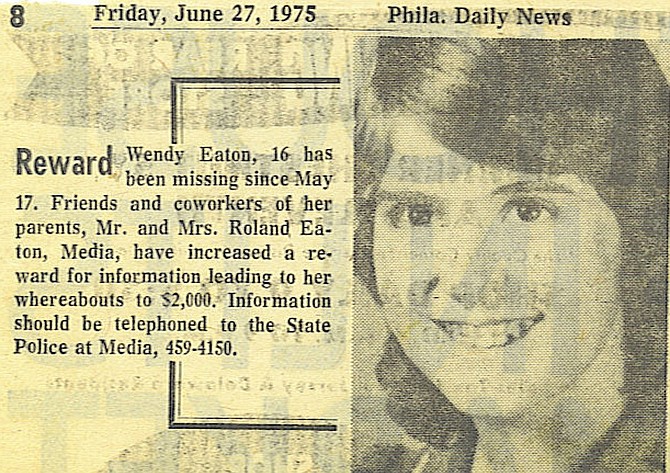 8 Friday, June 27, 1975 Phila. Daily News
Reward Wendy Eaton, 16 has
been missing since May
17. Friends and coworkers of her
parents, Mr. and Mrs. Roland Ea-
ton, Media, have increased a re-
ward for information leading to her
whereabouts to $2,000. Information
should be telephoned to the State
Police at Media, 459-4150.